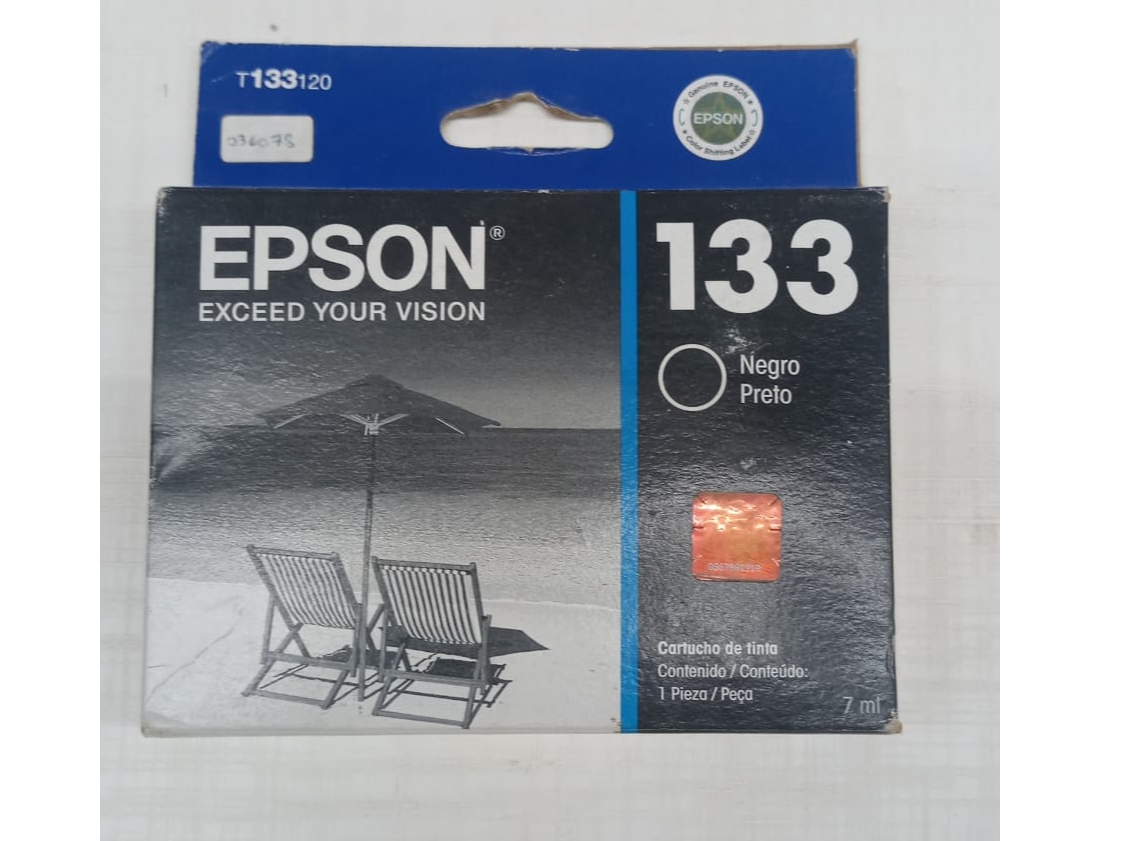 T133120
034078
Genuine EPSON
EPSON
Color Shifting Label
EPSON®
EXCEED YOUR VISION
133
Negro
Preto
Cartucho de tinta
Contenido / Conteúdo:
1 Pieza / Peça
7 ml